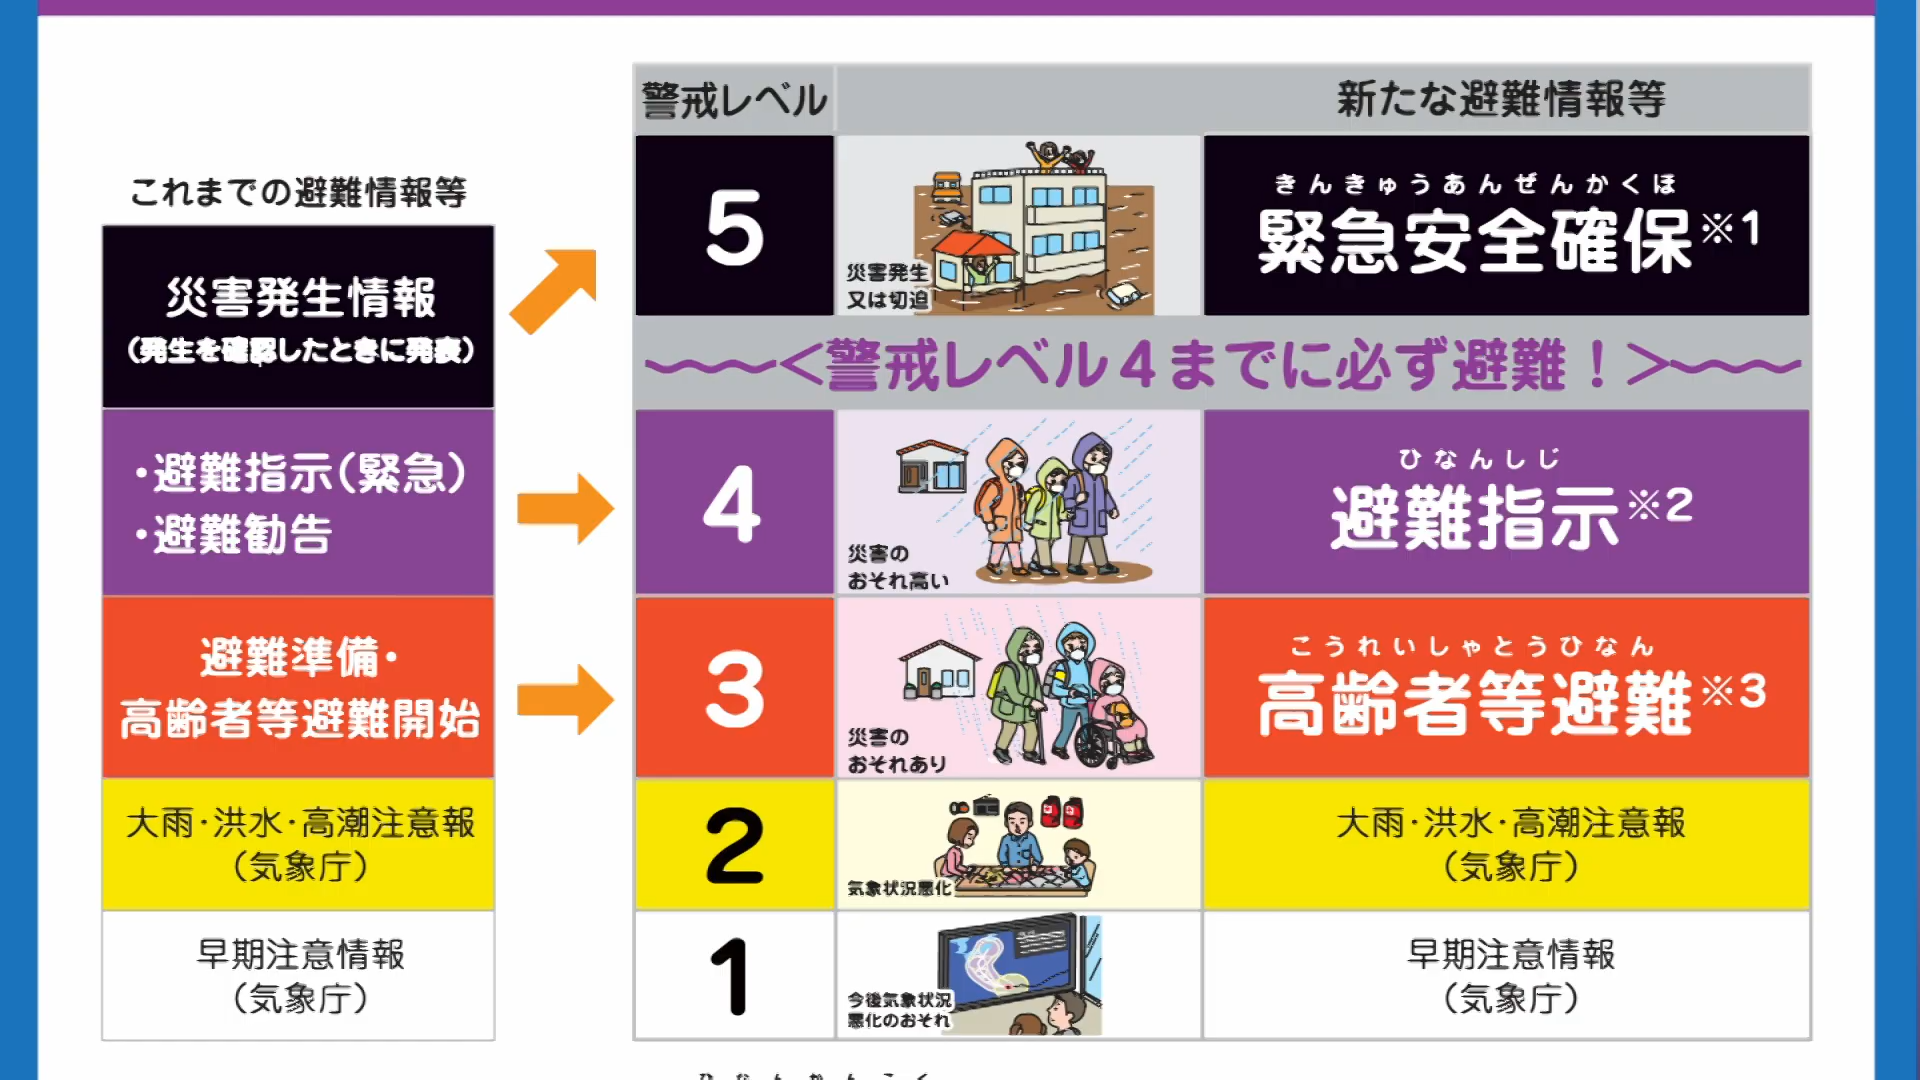 これまでの避難情報等
災害発生情報
（発生を確認したときに発表）
・避難指示（緊急）
・避難勧告
避難準備・
高齢者等避難開始
大雨・洪水・高潮注意報
（気象庁）
早期注意情報
（気象庁）
警戒レベル
新たな避難情報等
5
災害発生
又は切迫
きんきゅうあんぜんかくほ
緊急安全確保※1
〜〜〜<警戒レベル４までに必ず避難！>〜〜〜
4
災害の
おそれ高い
ひなんしじ
避難指示※2
3
災害の
おそれあり
こうれいしゃとうひなん
高齢者等避難※3
2
気象状況悪化
大雨・洪水・高潮注意報
（気象庁）
1
今後気象状況
悪化のおそれ
早期注意情報
（気象庁）